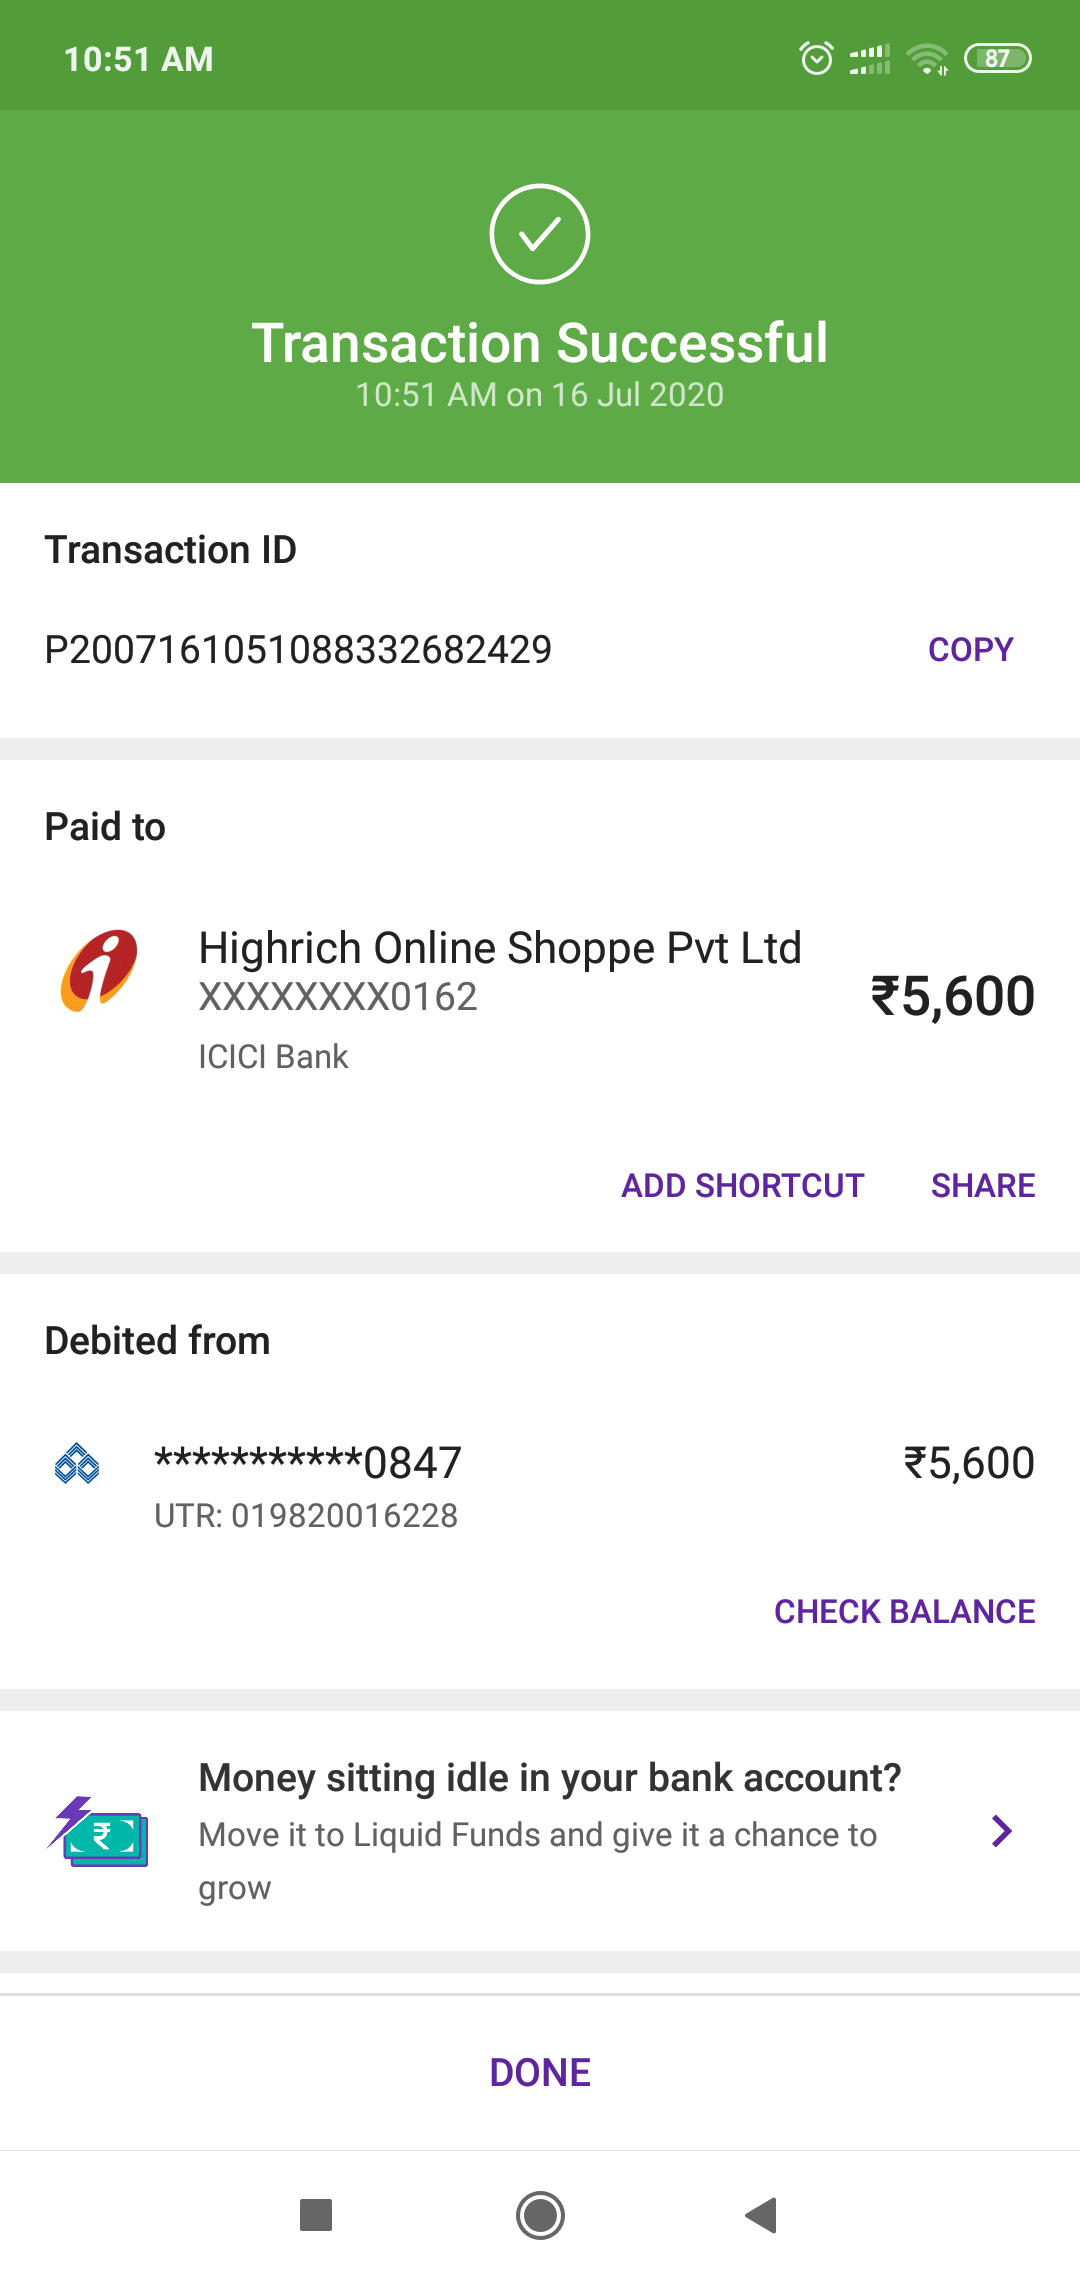 10:51 AM
87
Transaction Successful
10:51 AM on 16 Jul 2020
Transaction ID
P2007161051088332682429
COPY
Paid to
Highrich Online Shoppe Pvt Ltd
XXXXXXXX0162
₹5,600
ICICI Bank
ADD SHORTCUT
SHARE
Debited from
***********0847
₹5,600
UTR: 019820016228
CHECK BALANCE
Money sitting idle in your bank account?
Move it to Liquid Funds and give it a chance to
grow
DONE